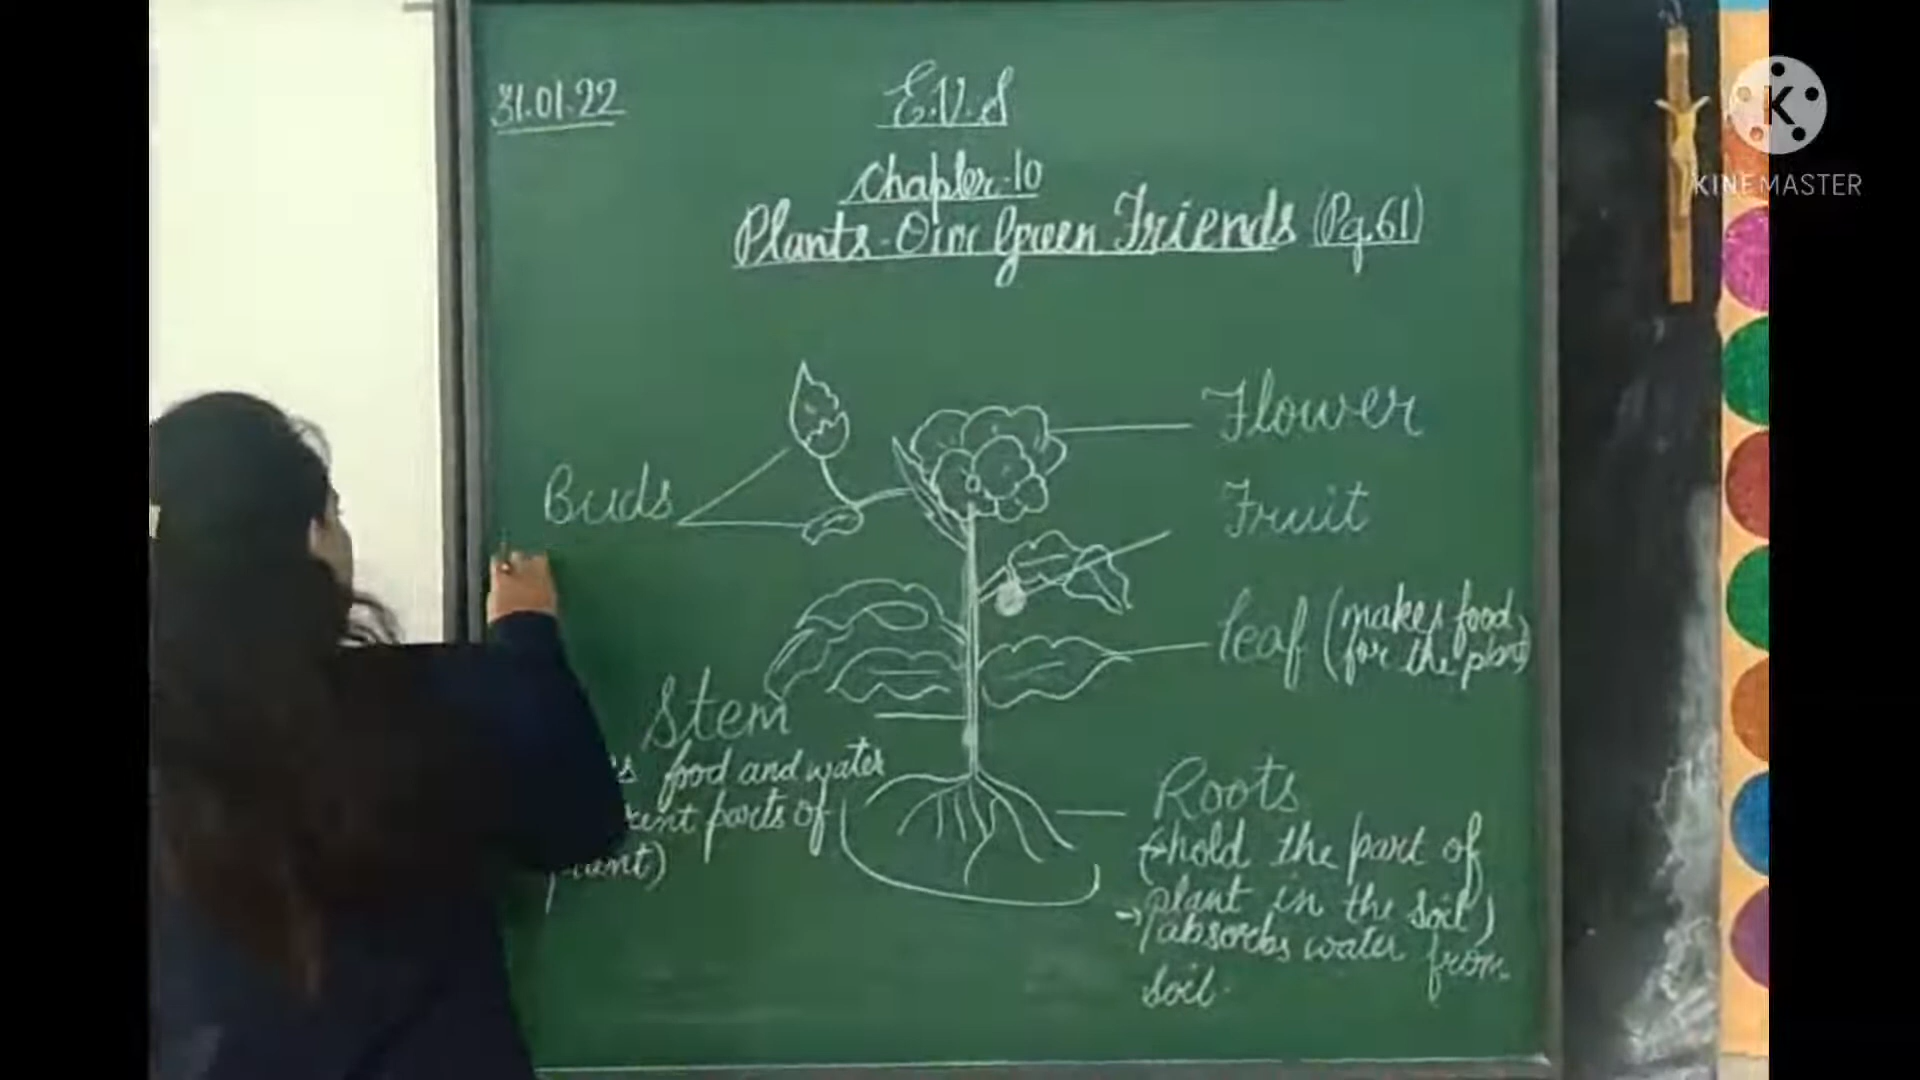 31.01.22
E.V.S
Chapter-10
Plants-Our Green Friends (Pg.61)
Flower
Buds
Fruit
leaf (makes food
for the plant)
Stem
food and water
parts of
Roots
(→hold the part of
plant in the soil)
→ absorbs water from
soil.
K
KINEMASTER